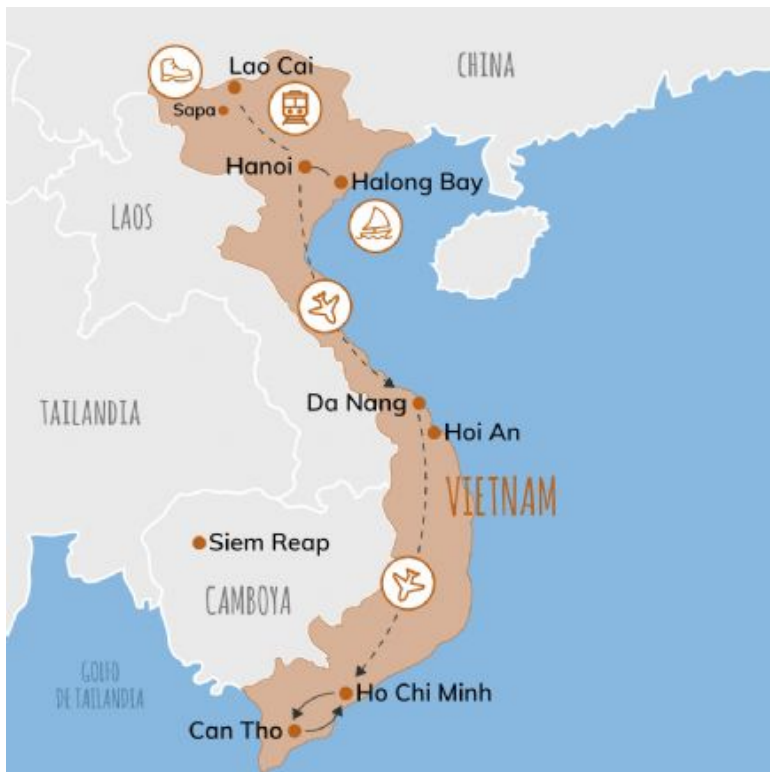 CHINA
Lao Cai
Sapa
Hanoi
Halong Bay
LAOS
TAILANDIA
Da Nang
Hoi An
VIETNAM
Siem Reap
CAMBOYA
GOLFO
DE TAILANDIA
Ho Chi Minh
Can Tho